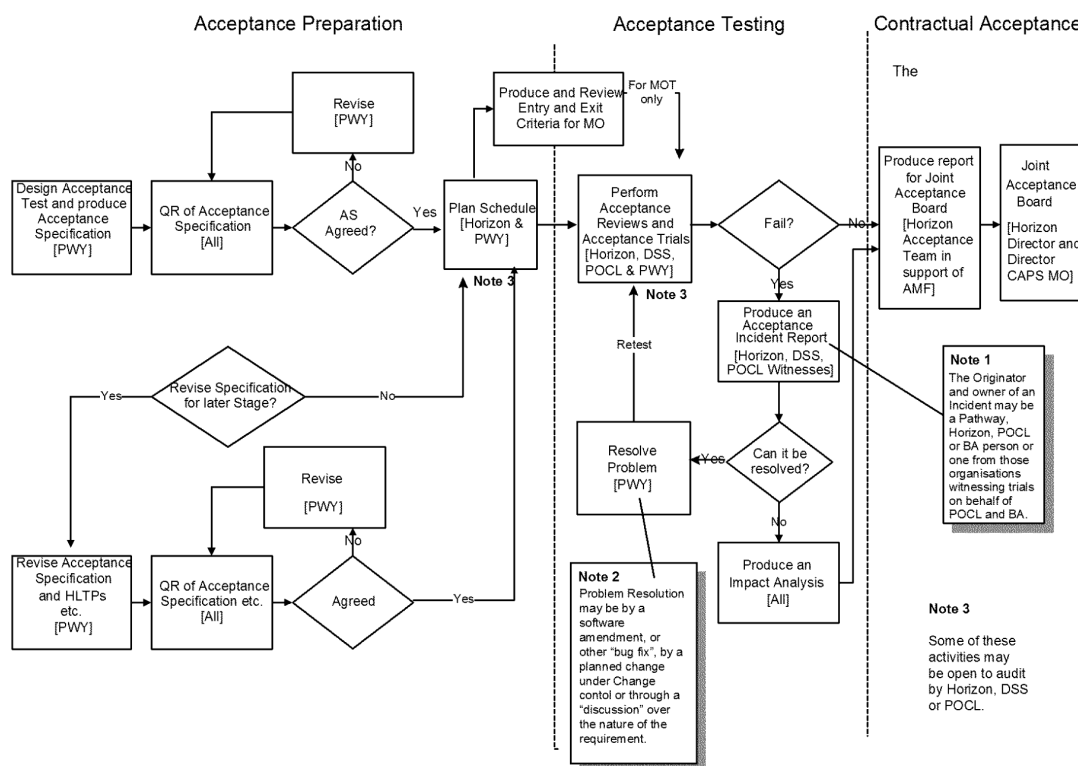 Acceptance Preparation
Acceptance Testing
Contractual Acceptance
The
Revise
[PWY]
No
Design Acceptance
Test and produce
Acceptance
Specification
[PWY]
QR of Acceptance
Specification
[All]
AS
Agreed?
Yes
Plan Schedule
[Horizon &
PWY]
Note 3
Produce and Review
Entry and Exit
Criteria for MO
For MOT
only
Perform
Acceptance
Reviews and
Acceptance Trials
[Horizon, DSS,
POCL & PWY]
Note 3
Fail?
No
Yes
Produce report
for Joint
Acceptance
Board
[Horizon
Acceptance
Team in
support of
AMF]
Joint
Acceptance
Board
[Horizon
Director and
Director
CAPS MO]
Produce an
Acceptance
Incident Report
[Horizon, DSS,
POCL Witnesses]
Retest
Note 1
The Originator
and owner of an
Incident may be
a Pathway,
Horizon, POCL
or BA person or
one from those
organisations
witnessing trials
on behalf of
POCL and BA.
Yes
Revise Specification
for later Stage?
No
Resolve
Problem
[PWY]
Yes
Can it be
resolved?
No
Revise
[PWY]
No
Revise Acceptance
Specification
and HLTPs
etc.
[PWY]
QR of Acceptance
Specification etc.
[All]
Agreed
Yes
Produce an
Impact Analysis
[All]
Note 2
Problem Resolution
may be by a
software
amendment, or
other “bug fix”, by a
planned change
under Change
contol or through a
“discussion” over
the nature of the
requirement.
Note 3
Some of these
activities may
be open to audit
by Horizon, DSS
or POCL.